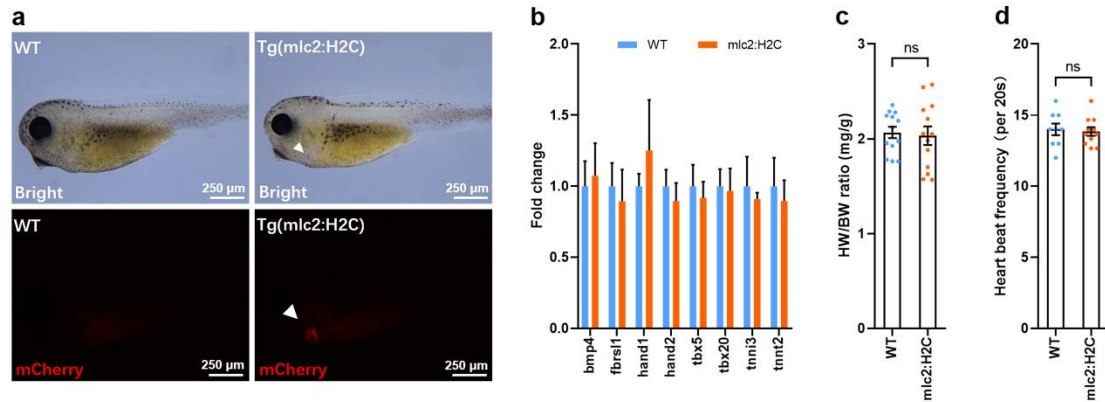 a
WT
Tg(mlc2:H2C)
Bright
250 μm
Bright
250 μm
WT
Tg(mlc2:H2C)
mCherry
250 μm
mCherry
250 μm
b
WT
mlc2:H2C
Fold change
2.0
1.5
1.0
0.5
0.0
bmp4
fbrsl1
hand1
hand2
tbx5
tbx20
tnni3
tnnt2
c
ns
HW/BW ratio (mg/g)
3
2
1
0
WT
mlc2:H2C
d
ns
Heart beat frequency (per 20s)
20
15
10
5
0
WT
mlc2:H2C